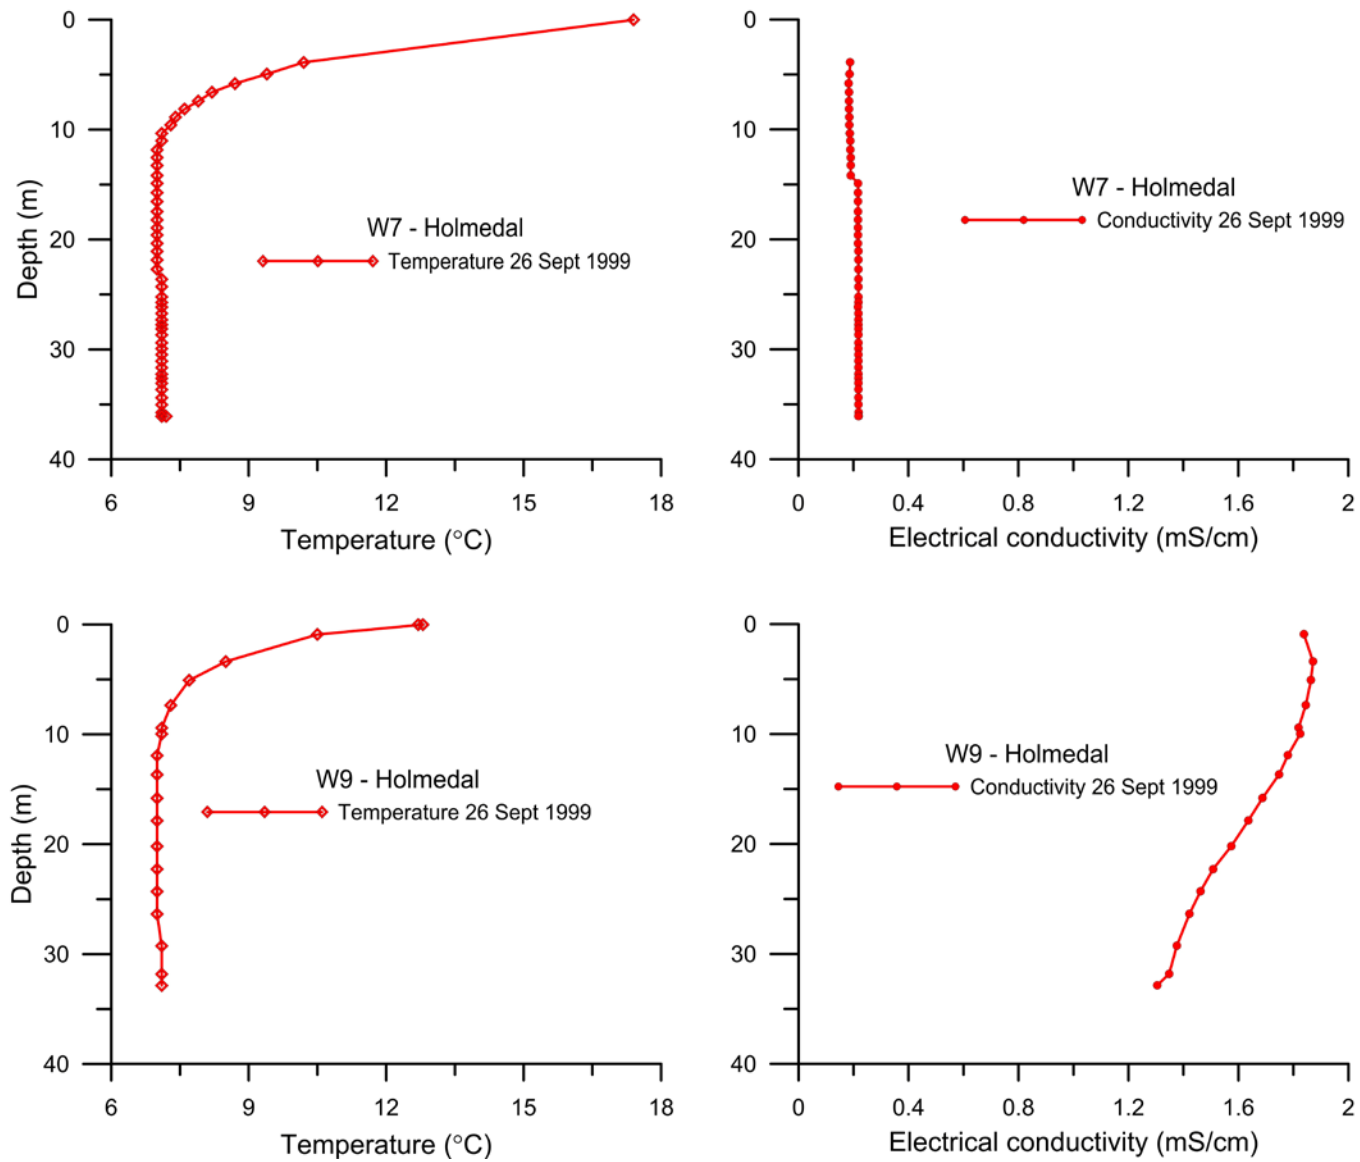 0
10
20
30
40
Depth (m)
W7 - Holmedal
Temperature 26 Sept 1999
6 9 12 15 18
Temperature (°C)
0
10
20
30
40
W7 - Holmedal
Conductivity 26 Sept 1999
0 0.4 0.8 1.2 1.6 2
Electrical conductivity (mS/cm)
0
10
20
30
40
Depth (m)
W9 - Holmedal
Temperature 26 Sept 1999
6 9 12 15 18
Temperature (°C)
0
10
20
30
40
W9 - Holmedal
Conductivity 26 Sept 1999
0 0.4 0.8 1.2 1.6 2
Electrical conductivity (mS/cm)